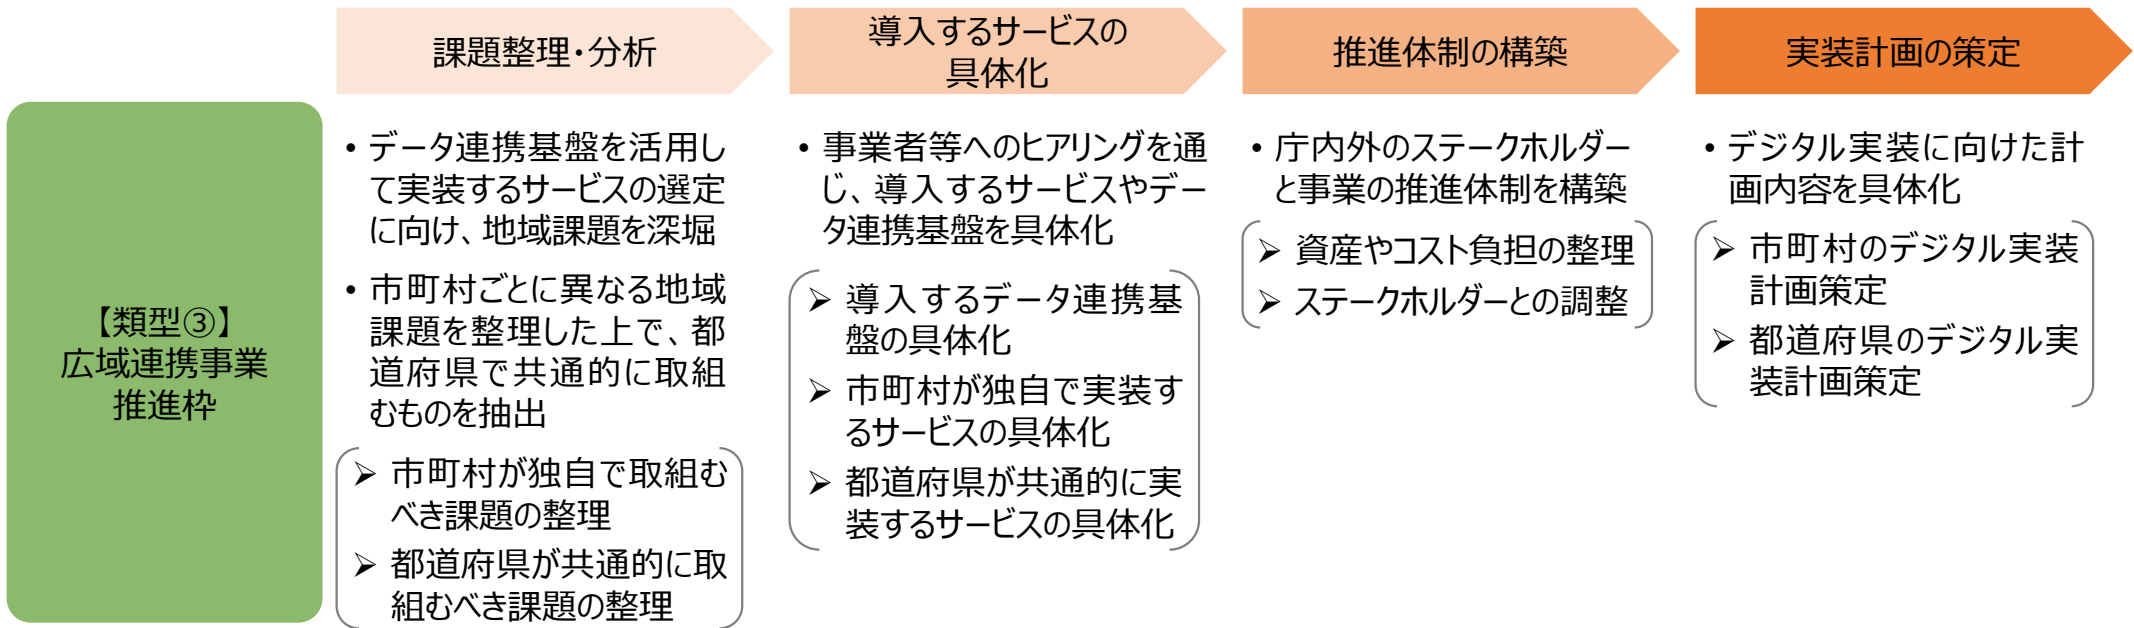 課題整理・分析
導入するサービスの
具体化
推進体制の構築
実装計画の策定
【類型③】
広域連携事業
推進枠
• データ連携基盤を活用し
て実装するサービスの選定
に向け、地域課題を深堀
• 市町村ごとに異なる地域
課題を整理した上で、都
道府県で共通的に取組
むものを抽出
➢ 市町村が独自で取組む
べき課題の整理
➢ 都道府県が共通的に取
組むべき課題の整理
• 事業者等へのヒアリングを通
じ、導入するサービスやデー
タ連携基盤を具体化
➢ 導入するデータ連携基
盤の具体化
➢ 市町村が独自で実装す
るサービスの具体化
➢ 都道府県が共通的に実
装するサービスの具体化
• 庁内外のステークホルダー
と事業の推進体制を構築
➢ 資産やコスト負担の整理
➢ ステークホルダーとの調整
• デジタル実装に向けた計
画内容を具体化
➢ 市町村のデジタル実装
計画策定
➢ 都道府県のデジタル実
装計画策定